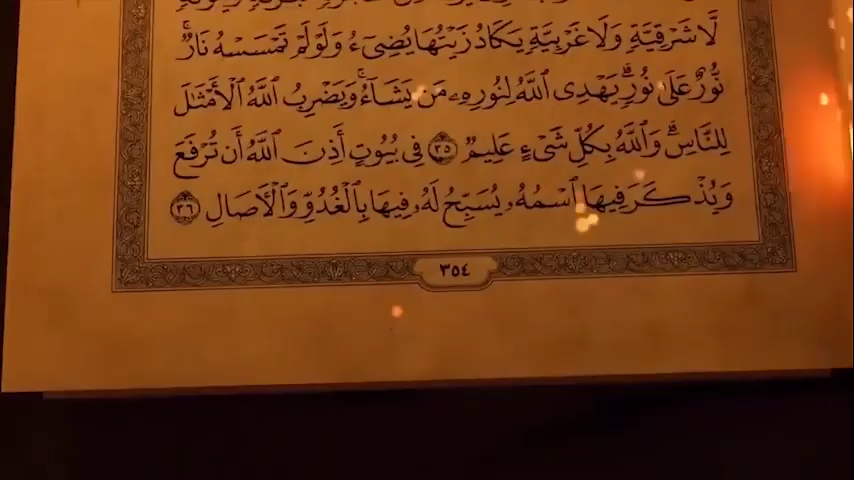 لَّا شَرْقِيَّةٍ وَلَا غَرْبِيَّةٍ يَكَادُ زَيْتُهَا يُضِىٓءُ وَلَوْ لَمْ تَمْسَسْهُ نَارٌ ۚ
نُّورٌ عَلَىٰ نُورٍ ۗ يَهْدِى ٱللَّهُ لِنُورِهِۦ مَن يَشَآءُ ۚ وَيَضْرِبُ ٱللَّهُ ٱلْأَمْثَٰلَ
لِلنَّاسِ ۗ وَٱللَّهُ بِكُلِّ شَىْءٍ عَلِيمٌ ٣٥ فِى بُيُوتٍ أَذِنَ ٱللَّهُ أَن تُرْفَعَ
وَيُذْكَرَ فِيهَا ٱسْمُهُۥ يُسَبِّحُ لَهُۥ فِيهَا بِٱلْغُدُوِّ وَٱلْءَاصَالِ ٣٦
٣٥٤